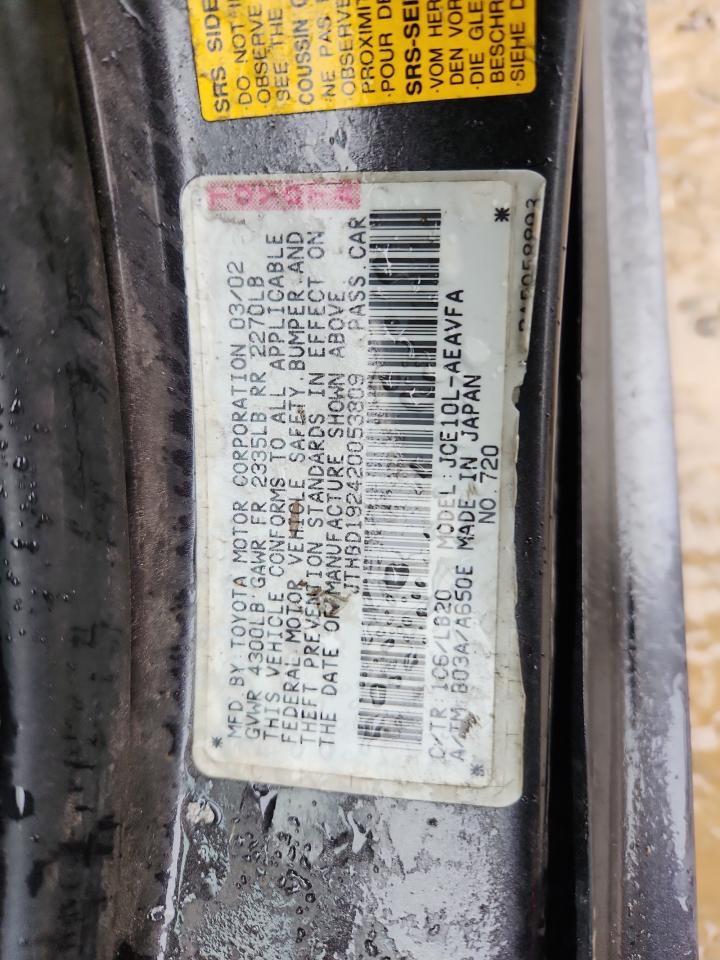 SRS SIDE
·DO NOT I
·OBSERVE
·SEE THE
COUSSIN
·NE PAS
·OBSERVE
PROXIMIT
·POUR DE
SRS-SEI
·VOM HER
DEN VOR
·DIE GLE
BESCHR
·SIEHE D
TOYOTA
MFD BY TOYOTA MOTOR CORPORATION 03/02
GVWR 4300LB GAWR FR 2335LB RR 2270LB
THIS VEHICLE CONFORMS TO ALL APPLICABLE
FEDERAL MOTOR VEHICLE SAFETY, BUMPER AND
THEFT PREVENTION STANDARDS IN EFFECT ON
THE DATE OF MANUFACTURE SHOWN ABOVE
JTHBD192420053809 PASS. CAR
C/TR:1C6/LB20 MODEL:JCE10L-AEAVFA
A/TM B03A/A650E MADE IN JAPAN
NO. 720